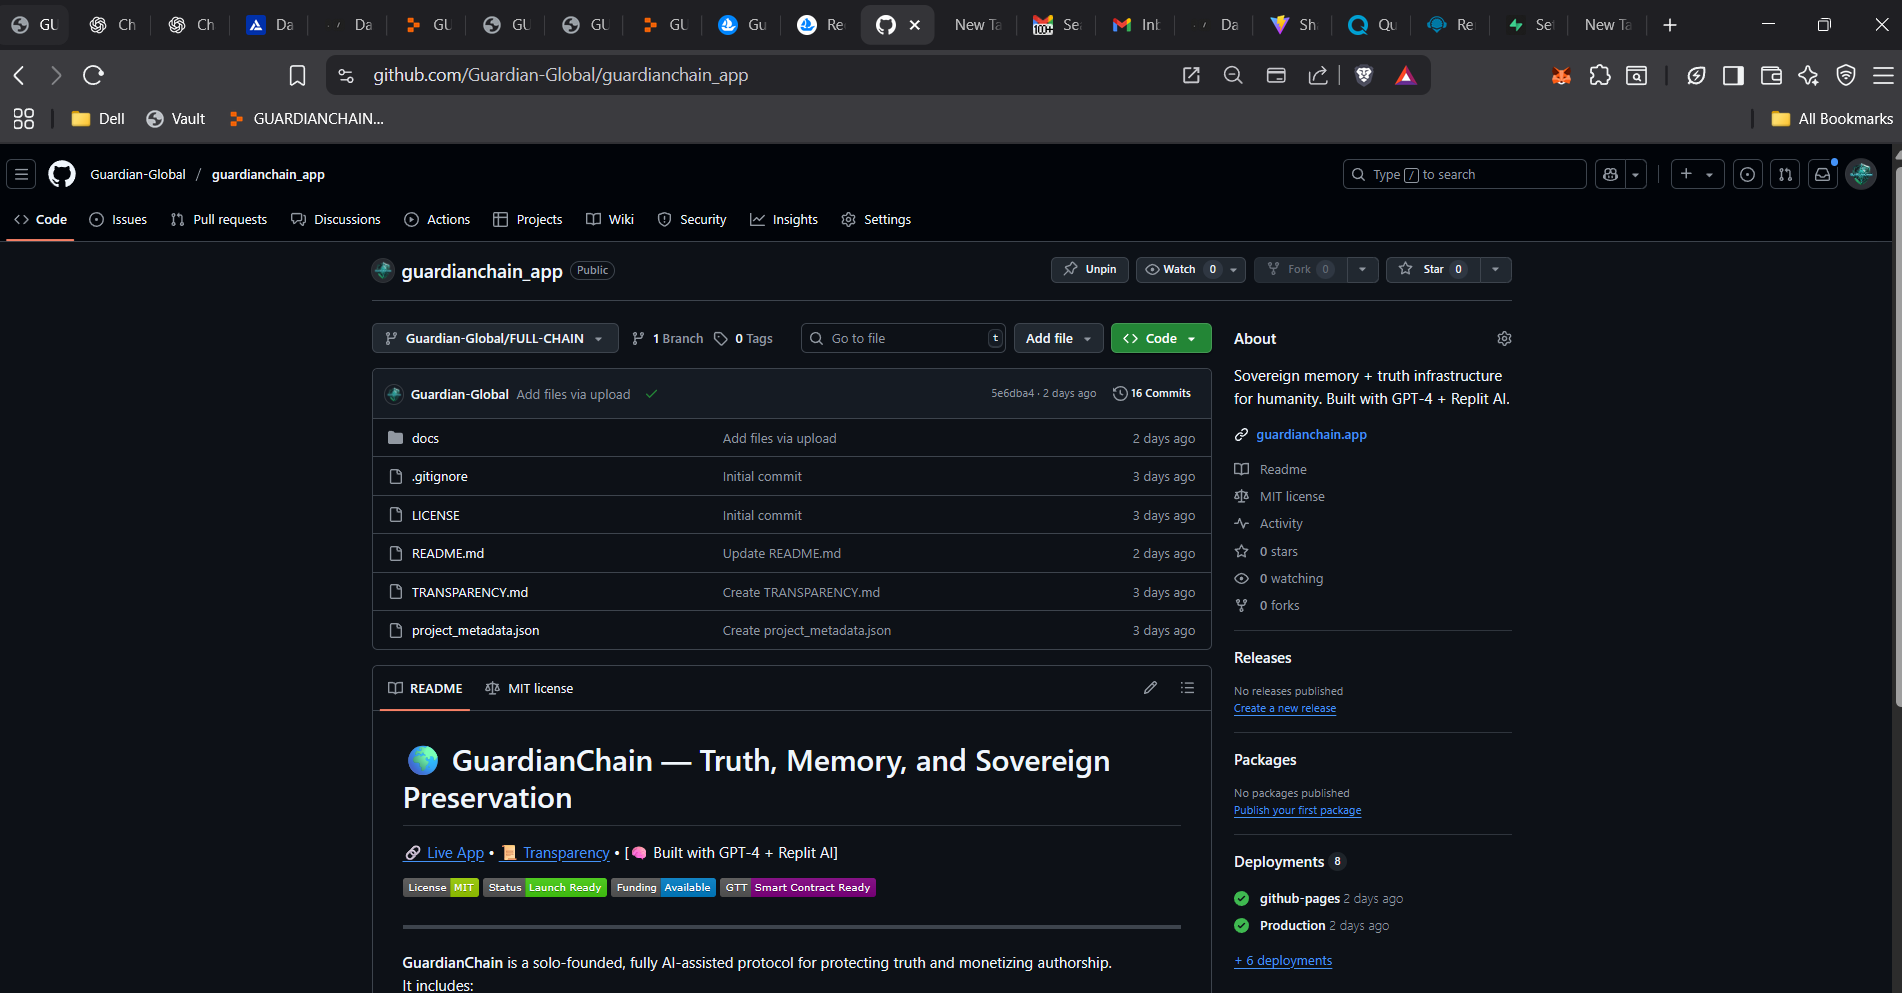 GU
Ch
Ch
Da
Da
GU
GU
GU
GU
Gu
Re
New Ta
100+
Se
Inb
Da
Sh
Qu
Re
Set
New Ta
github.com/Guardian-Global/guardianchain_app
Dell
Vault
GUARDIANCHAIN...
All Bookmarks
Guardian-Global / guardianchain_app
Type / to search
Code
Issues
Pull requests
Discussions
Actions
Projects
Wiki
Security
Insights
Settings
guardianchain_app Public
Unpin
Watch 0
Fork 0
Star 0
Guardian-Global/FULL-CHAIN
1 Branch
0 Tags
Go to file t
Add file
Code
Guardian-Global Add files via upload
5e6dba4 · 2 days ago
16 Commits
docs Add files via upload 2 days ago
.gitignore Initial commit 3 days ago
LICENSE Initial commit 3 days ago
README.md Update README.md 2 days ago
TRANSPARENCY.md Create TRANSPARENCY.md 3 days ago
project_metadata.json Create project_metadata.json 3 days ago
README
MIT license
GuardianChain — Truth, Memory, and Sovereign
Preservation
Live App • Transparency • [ Built with GPT-4 + Replit AI]
License MIT Status Launch Ready Funding Available GTT Smart Contract Ready
GuardianChain is a solo-founded, fully AI-assisted protocol for protecting truth and monetizing authorship.
It includes:
About
Sovereign memory + truth infrastructure
for humanity. Built with GPT-4 + Replit AI.
guardianchain.app
Readme
MIT license
Activity
0 stars
0 watching
0 forks
Releases
No releases published
Create a new release
Packages
No packages published
Publish your first package
Deployments 8
github-pages 2 days ago
Production 2 days ago
+ 6 deployments